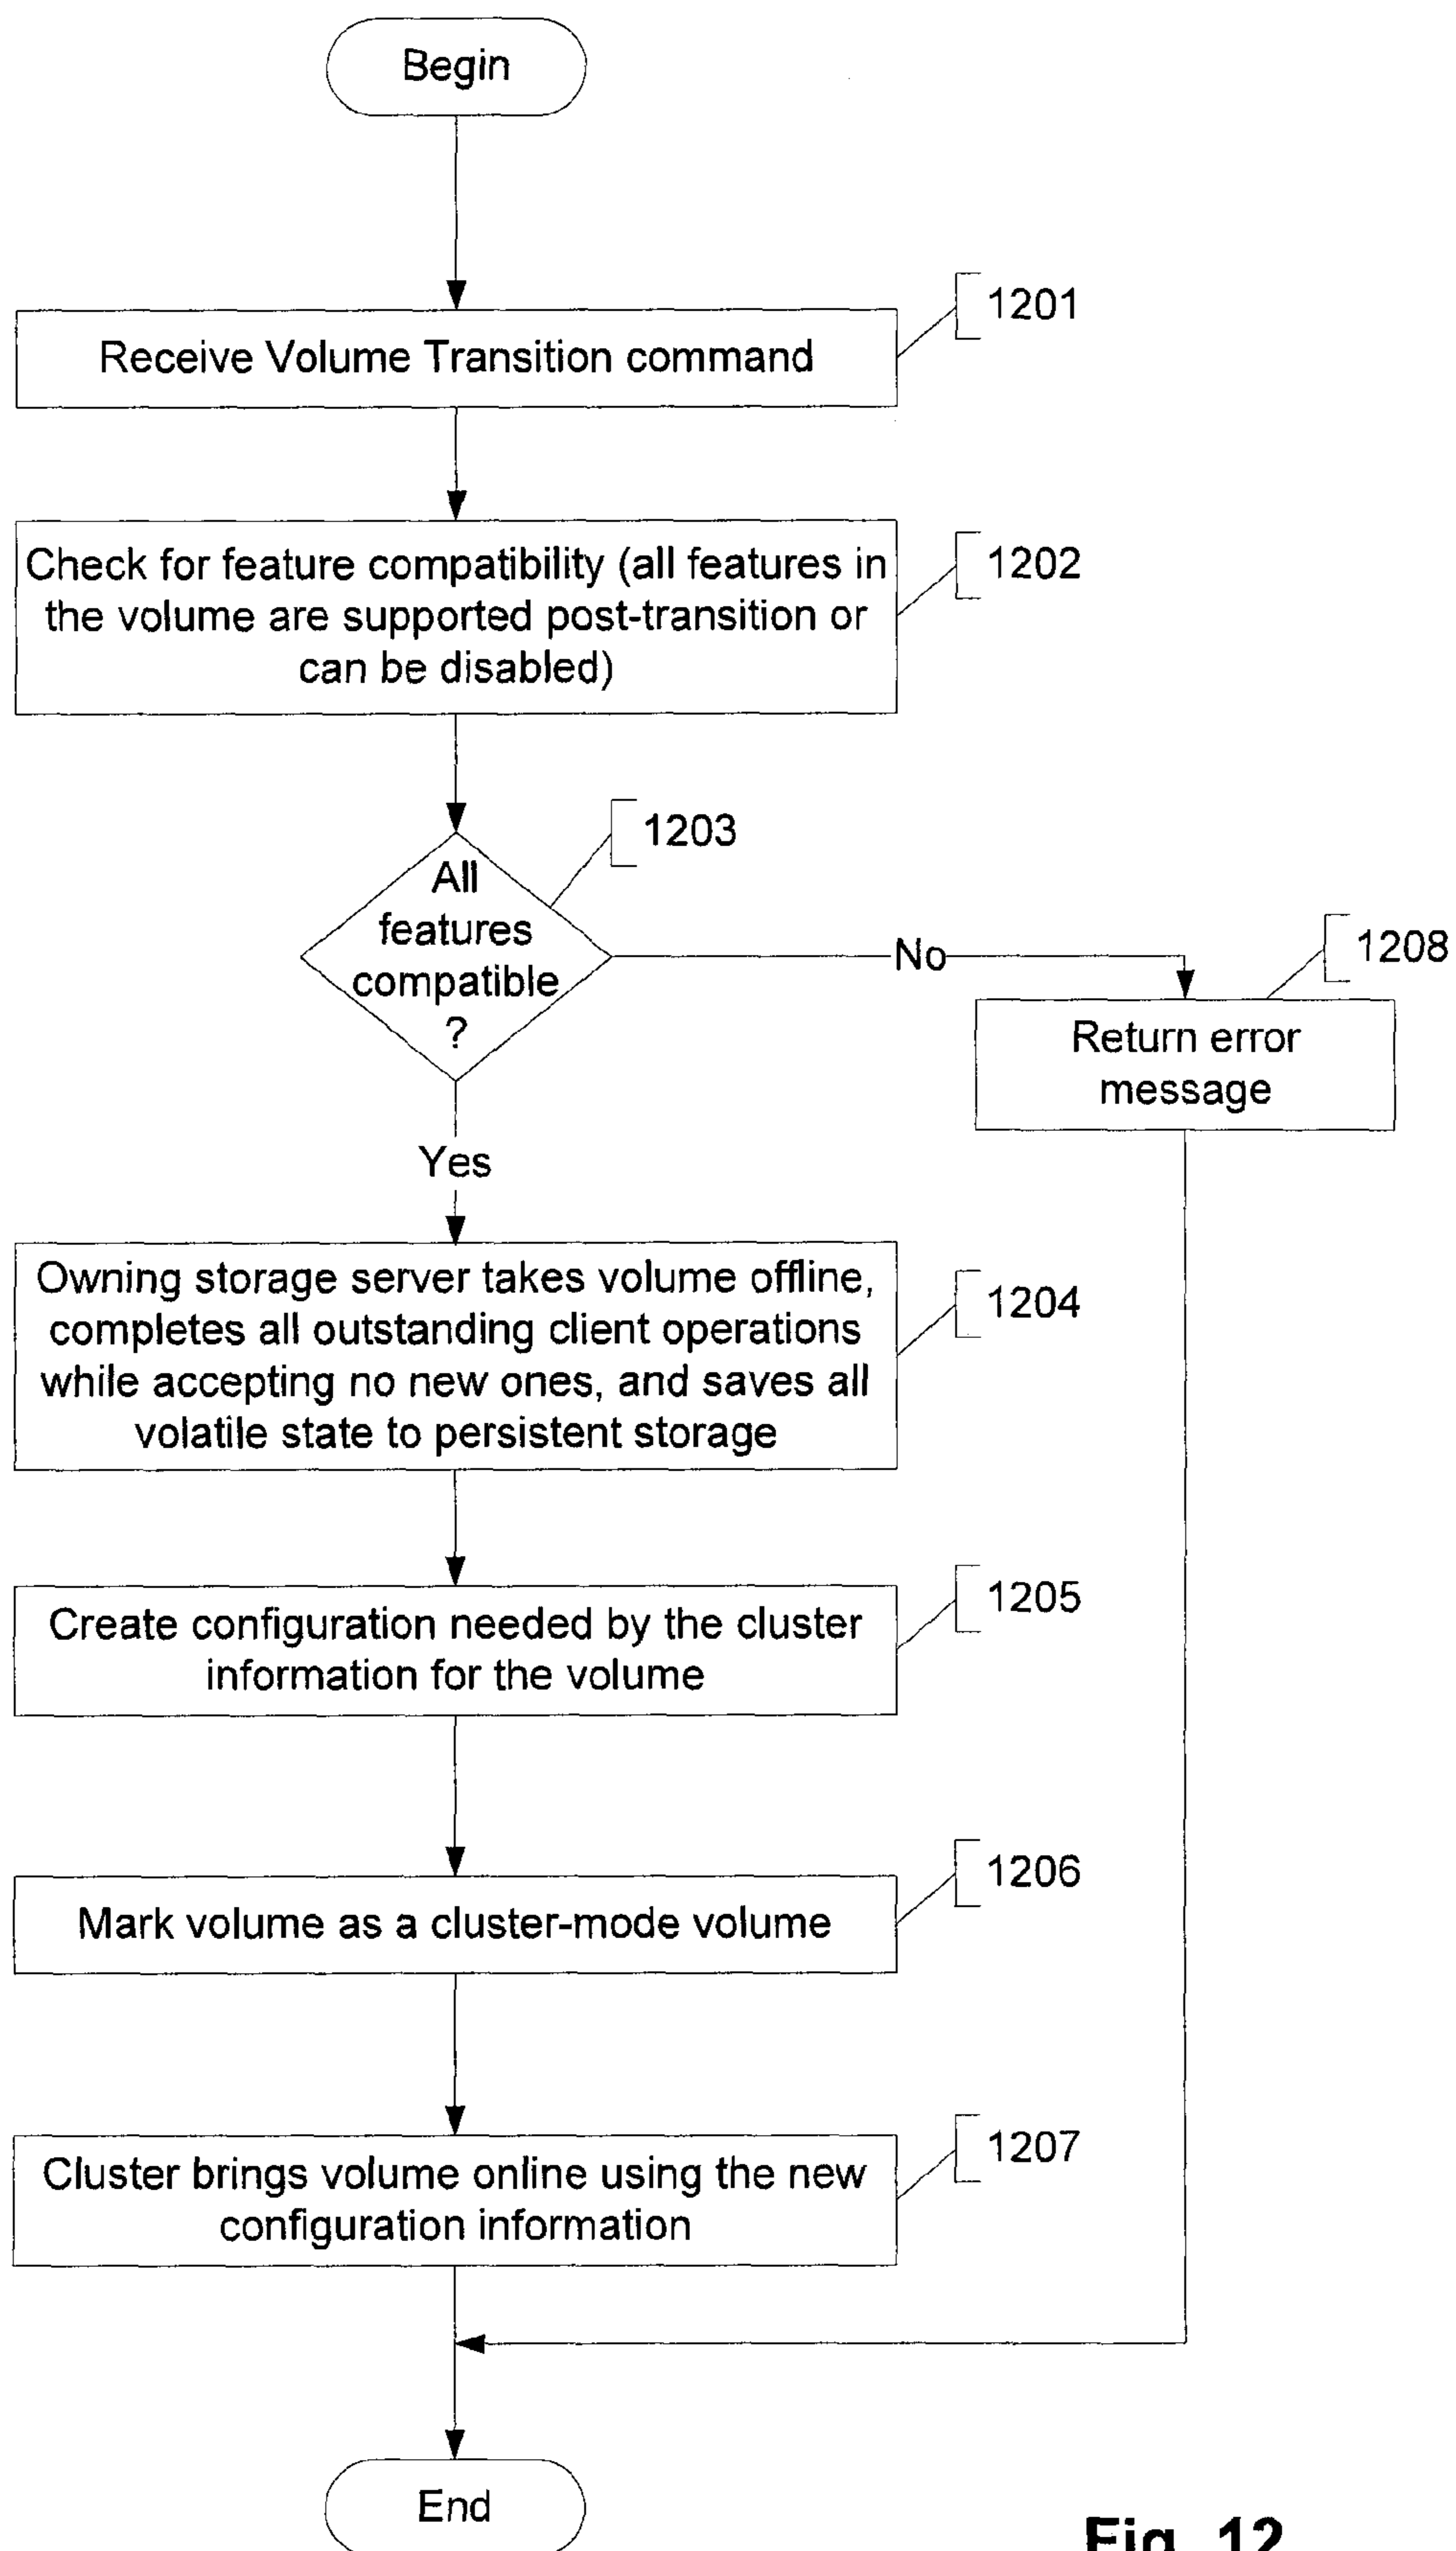 Begin
1201
Receive Volume Transition command
1202
Check for feature compatibility (all features in
the volume are supported post-transition or
can be disabled)
1203
All
features
compatible
?
No
1208
Return error
message
Yes
1204
Owning storage server takes volume offline,
completes all outstanding client operations
while accepting no new ones, and saves all
volatile state to persistent storage
1205
Create configuration needed by the cluster
information for the volume
1206
Mark volume as a cluster-mode volume
1207
Cluster brings volume online using the new
configuration information
End
Fig. 12